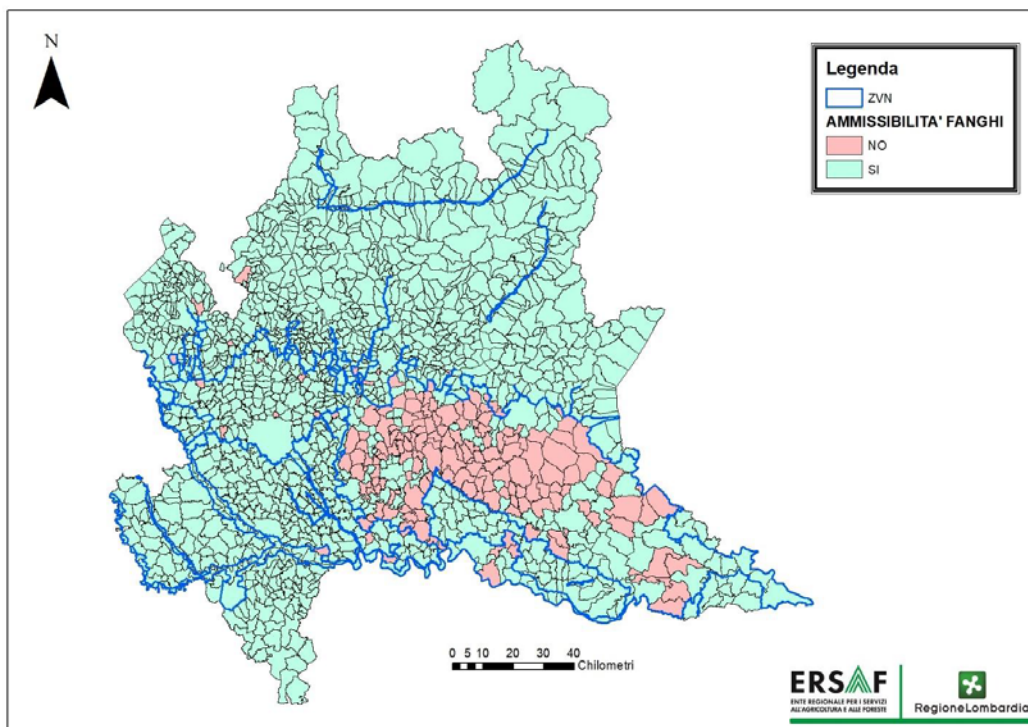 N
Legenda
ZVN
AMMISSIBILITA' FANGHI
NO
SI
0 5 10 20 30 40
Chilometri
ERSAF
ENTE REGIONALE PER I SERVIZI
ALL'AGRICOLTURA E ALLE FORESTE
RegioneLombardia